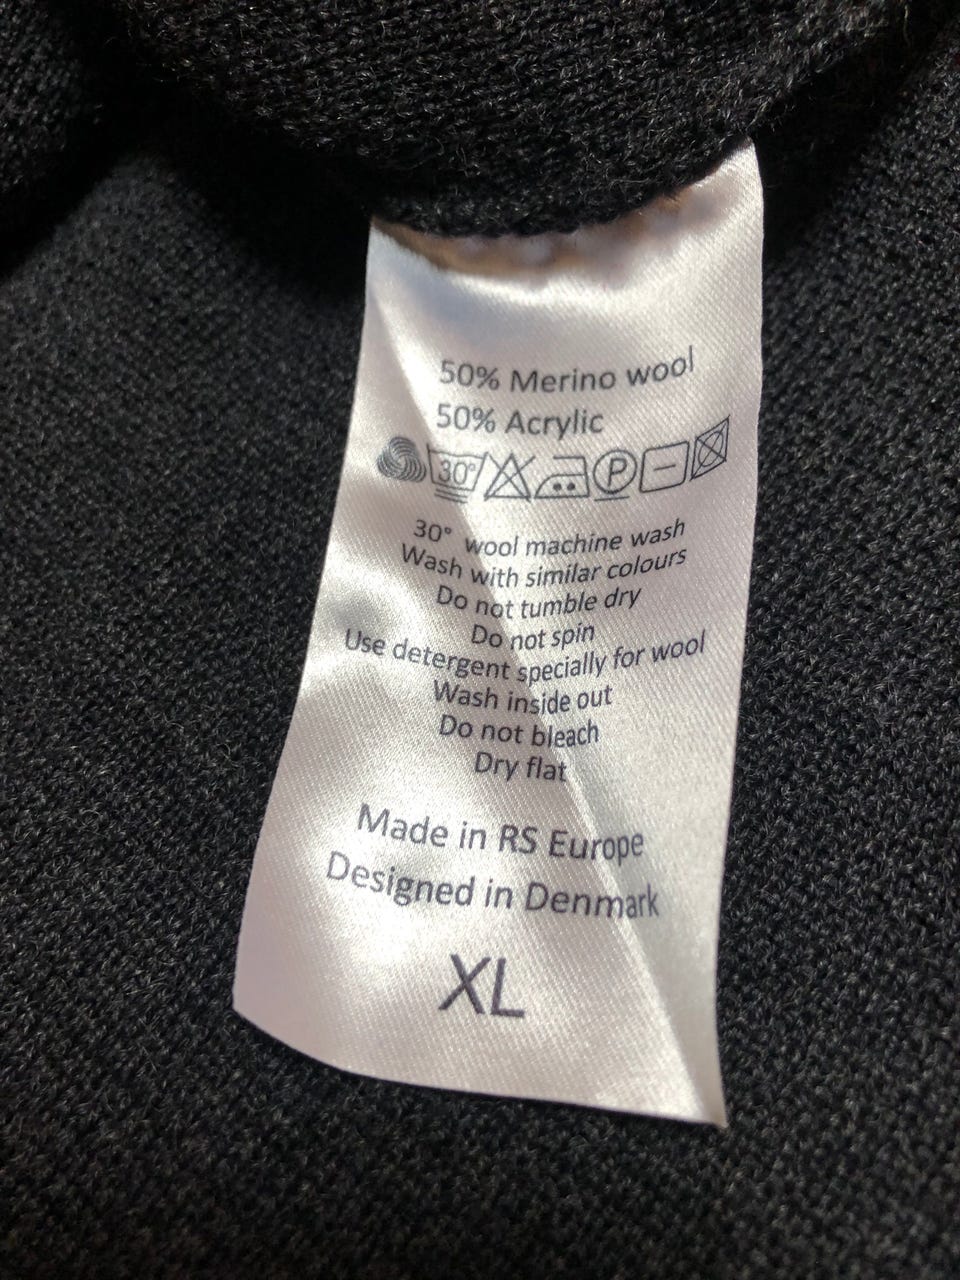 50% Merino wool
50% Acrylic
30° P
30° wool machine wash
Wash with similar colours
Do not tumble dry
Do not spin
Use detergent specially for wool
Wash inside out
Do not bleach
Dry flat
Made in RS Europe
Designed in Denmark
XL